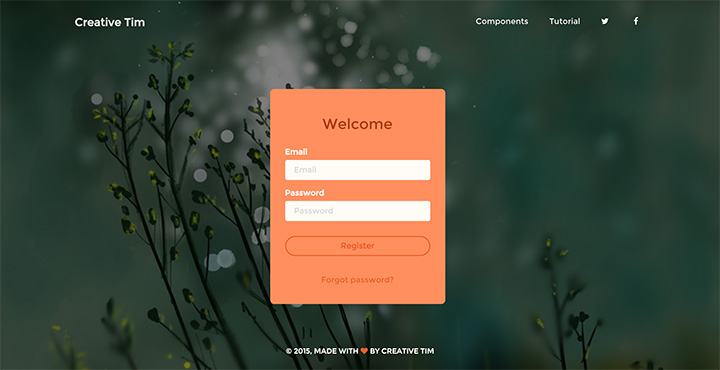 Creative Tim
Components Tutorial
Welcome
Email
Email
Password
Password
Register
Forgot password?
© 2015, MADE WITH ❤ BY CREATIVE TIM